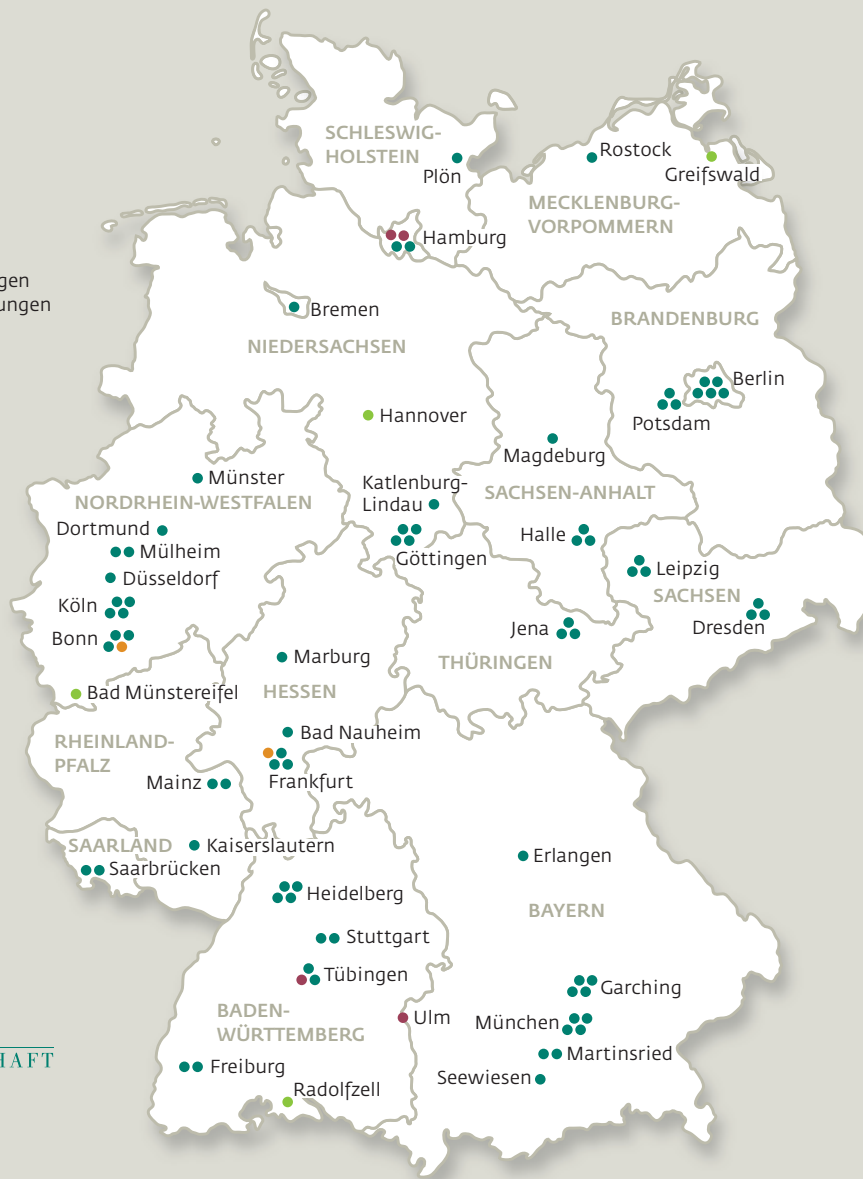 SCHLESWIG-
HOLSTEIN
Plön
Rostock
Greifswald
MECKLENBURG-
VORPOMMERN
Hamburg
gen
ungen
Bremen
NIEDERSACHSEN
BRANDENBURG
Berlin
Potsdam
Hannover
Magdeburg
Münster
NORDRHEIN-WESTFALEN
Katlenburg-
Lindau
SACHSEN-ANHALT
Dortmund
Mülheim
Göttingen
Halle
Düsseldorf
Leipzig
SACHSEN
Köln
Bonn
Jena
Dresden
Marburg
THÜRINGEN
Bad Münstereifel
HESSEN
RHEINLAND-
PFALZ
Bad Nauheim
Mainz
Frankfurt
SAARLAND
Kaiserslautern
Saarbrücken
Erlangen
Heidelberg
BAYERN
Stuttgart
Tübingen
Garching
BADEN-
WÜRTTEMBERG
Ulm
München
HAFT
Freiburg
Martinsried
Seewiesen
Radolfzell